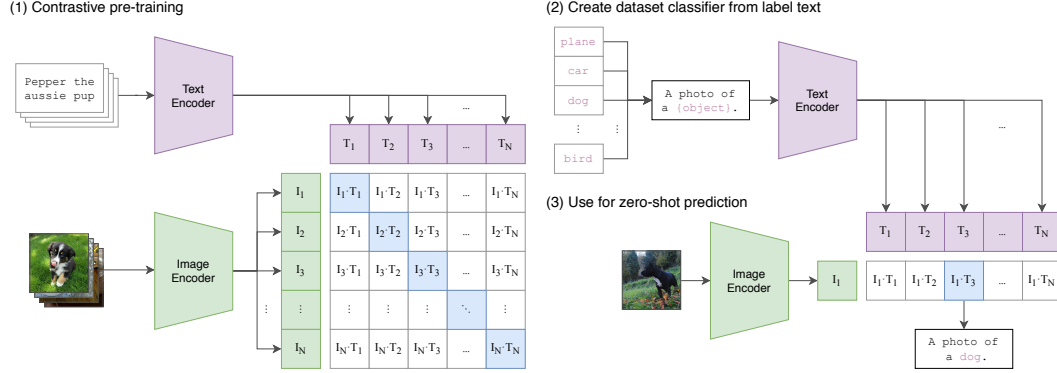 (1) Contrastive pre-training
Pepper the
aussie pup
Text
Encoder
...
T1 T2 T3 ... TN
Image
Encoder
I1 I1·T1 I1·T2 I1·T3 ... I1·TN
I2 I2·T1 I2·T2 I2·T3 ... I2·TN
I3 I3·T1 I3·T2 I3·T3 ... I3·TN
⋮ ⋮ ⋮ ⋮ ⋮ ⋱ ⋮
IN IN·T1 IN·T2 IN·T3 ... IN·TN
(2) Create dataset classifier from label text
plane
car
dog
⋮ ⋮
bird
A photo of
a {object}.
Text
Encoder
...
(3) Use for zero-shot prediction
Image
Encoder
T1 T2 T3 ... TN
I1 I1·T1 I1·T2 I1·T3 ... I1·TN
A photo of
a dog.